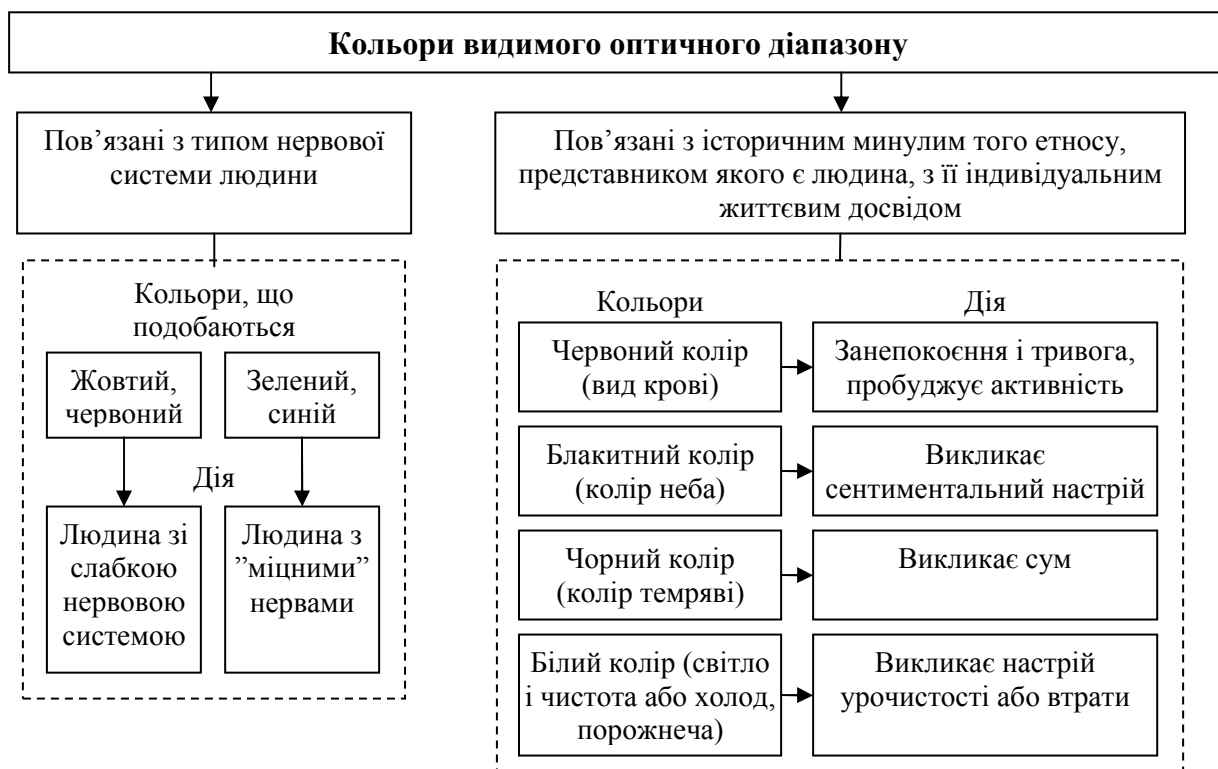 Кольори видимого оптичного діапазону
Пов’язані з типом нервової
системи людини
Кольори, що
подобаються
Жовтий,
червоний
Зелений,
синій
Дія
Людина зі
слабкою
нервовою
системою
Людина з
”міцними”
нервами
Пов’язані з історичним минулим того етносу,
представником якого є людина, з її індивідуальним
життєвим досвідом
Кольори
Дія
Червоний колір
(вид крові)
Занепокоєння і тривога,
пробуджує активність
Блакитний колір
(колір неба)
Викликає
сентиментальний настрій
Чорний колір
(колір темряві)
Викликає сум
Білий колір (світло
і чистота або холод,
порожнеча)
Викликає настрій
урочистості або втрати